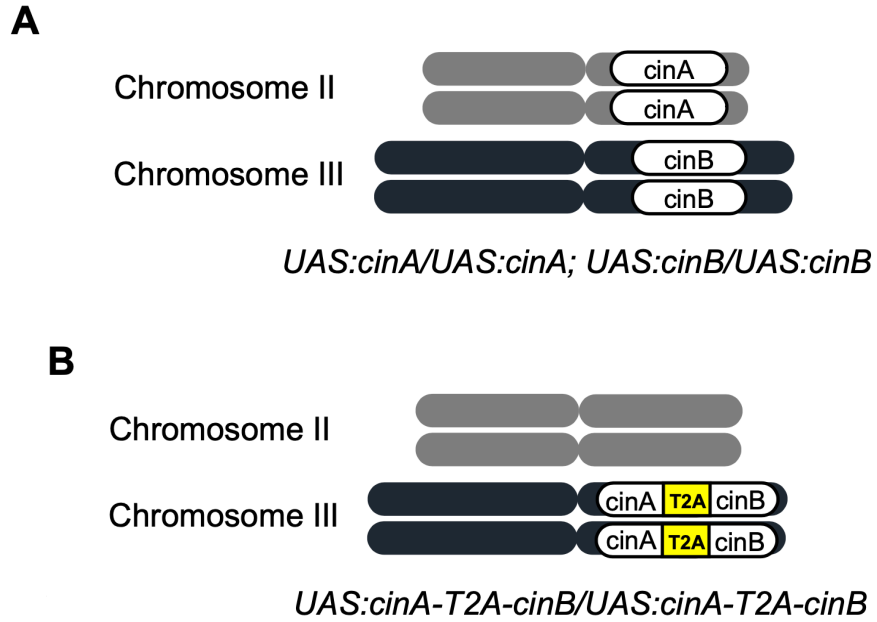 A
Chromosome II
cinA
cinA
Chromosome III
cinB
cinB
UAS:cinA/UAS:cinA; UAS:cinB/UAS:cinB
B
Chromosome II
Chromosome III
cinA T2A cinB
cinA T2A cinB
UAS:cinA-T2A-cinB/UAS:cinA-T2A-cinB